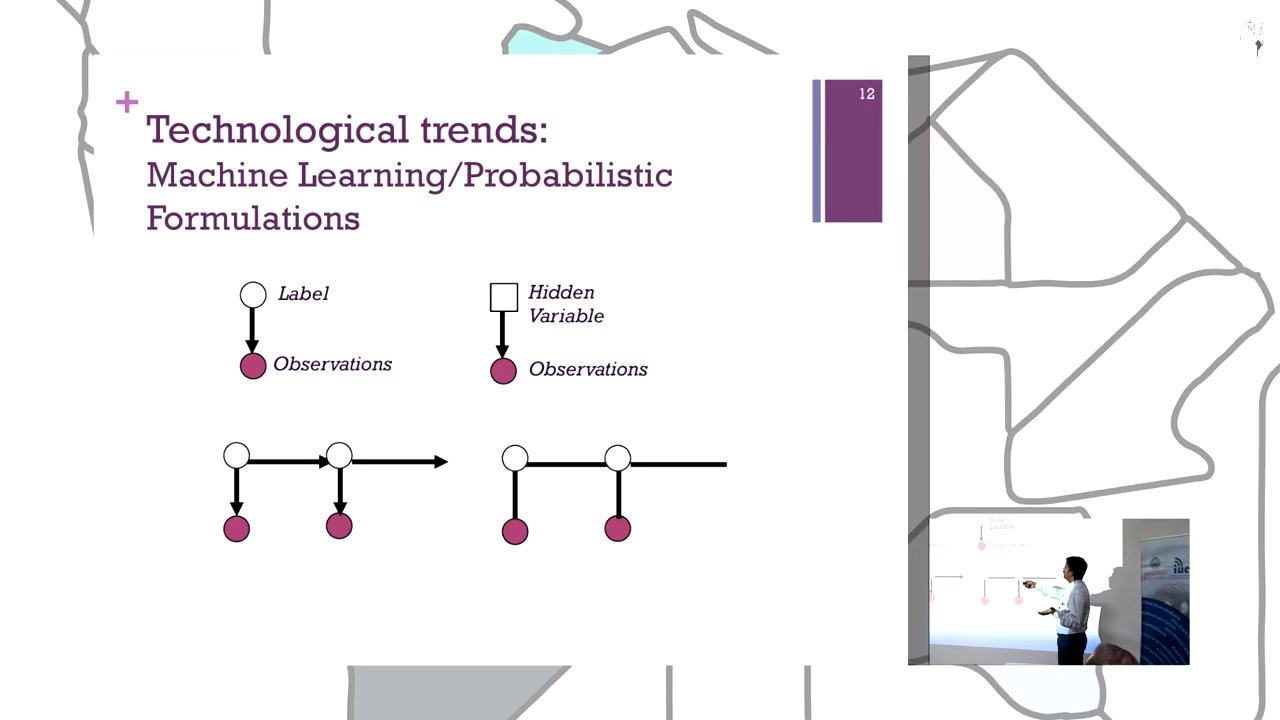 12
Technological trends:
Machine Learning/Probabilistic
Formulations
Label
Observations
Hidden
Variable
Observations